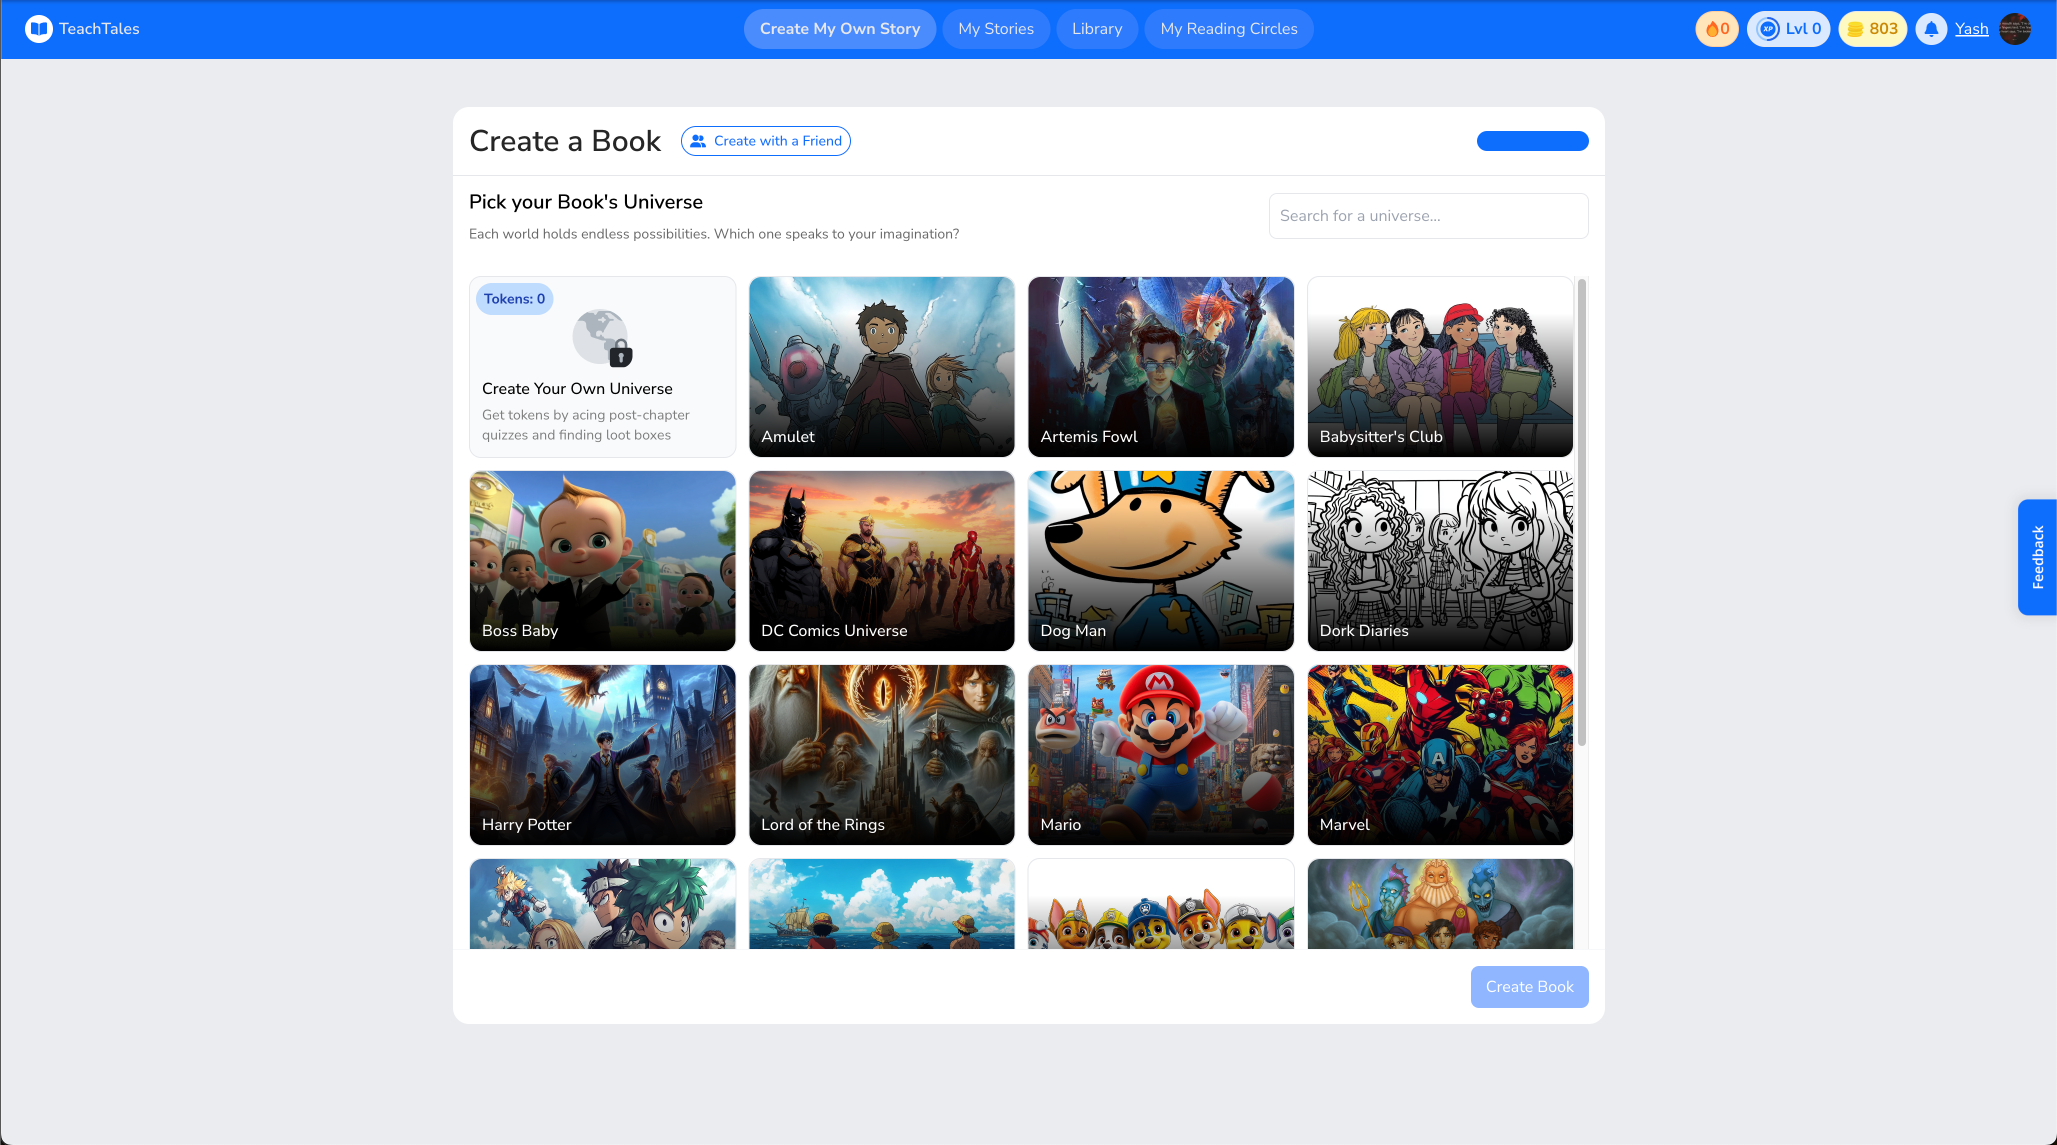 TeachTales
Create My Own Story
My Stories
Library
My Reading Circles
0
XP
Lvl 0
803
Yash
Create a Book
Create with a Friend
Pick your Book's Universe
Each world holds endless possibilities. Which one speaks to your imagination?
Search for a universe...
Tokens: 0
Create Your Own Universe
Get tokens by acing post-chapter
quizzes and finding loot boxes
Amulet
Artemis Fowl
Babysitter's Club
Boss Baby
DC Comics Universe
Dog Man
Dork Diaries
Harry Potter
Lord of the Rings
Mario
Marvel
Feedback
Create Book